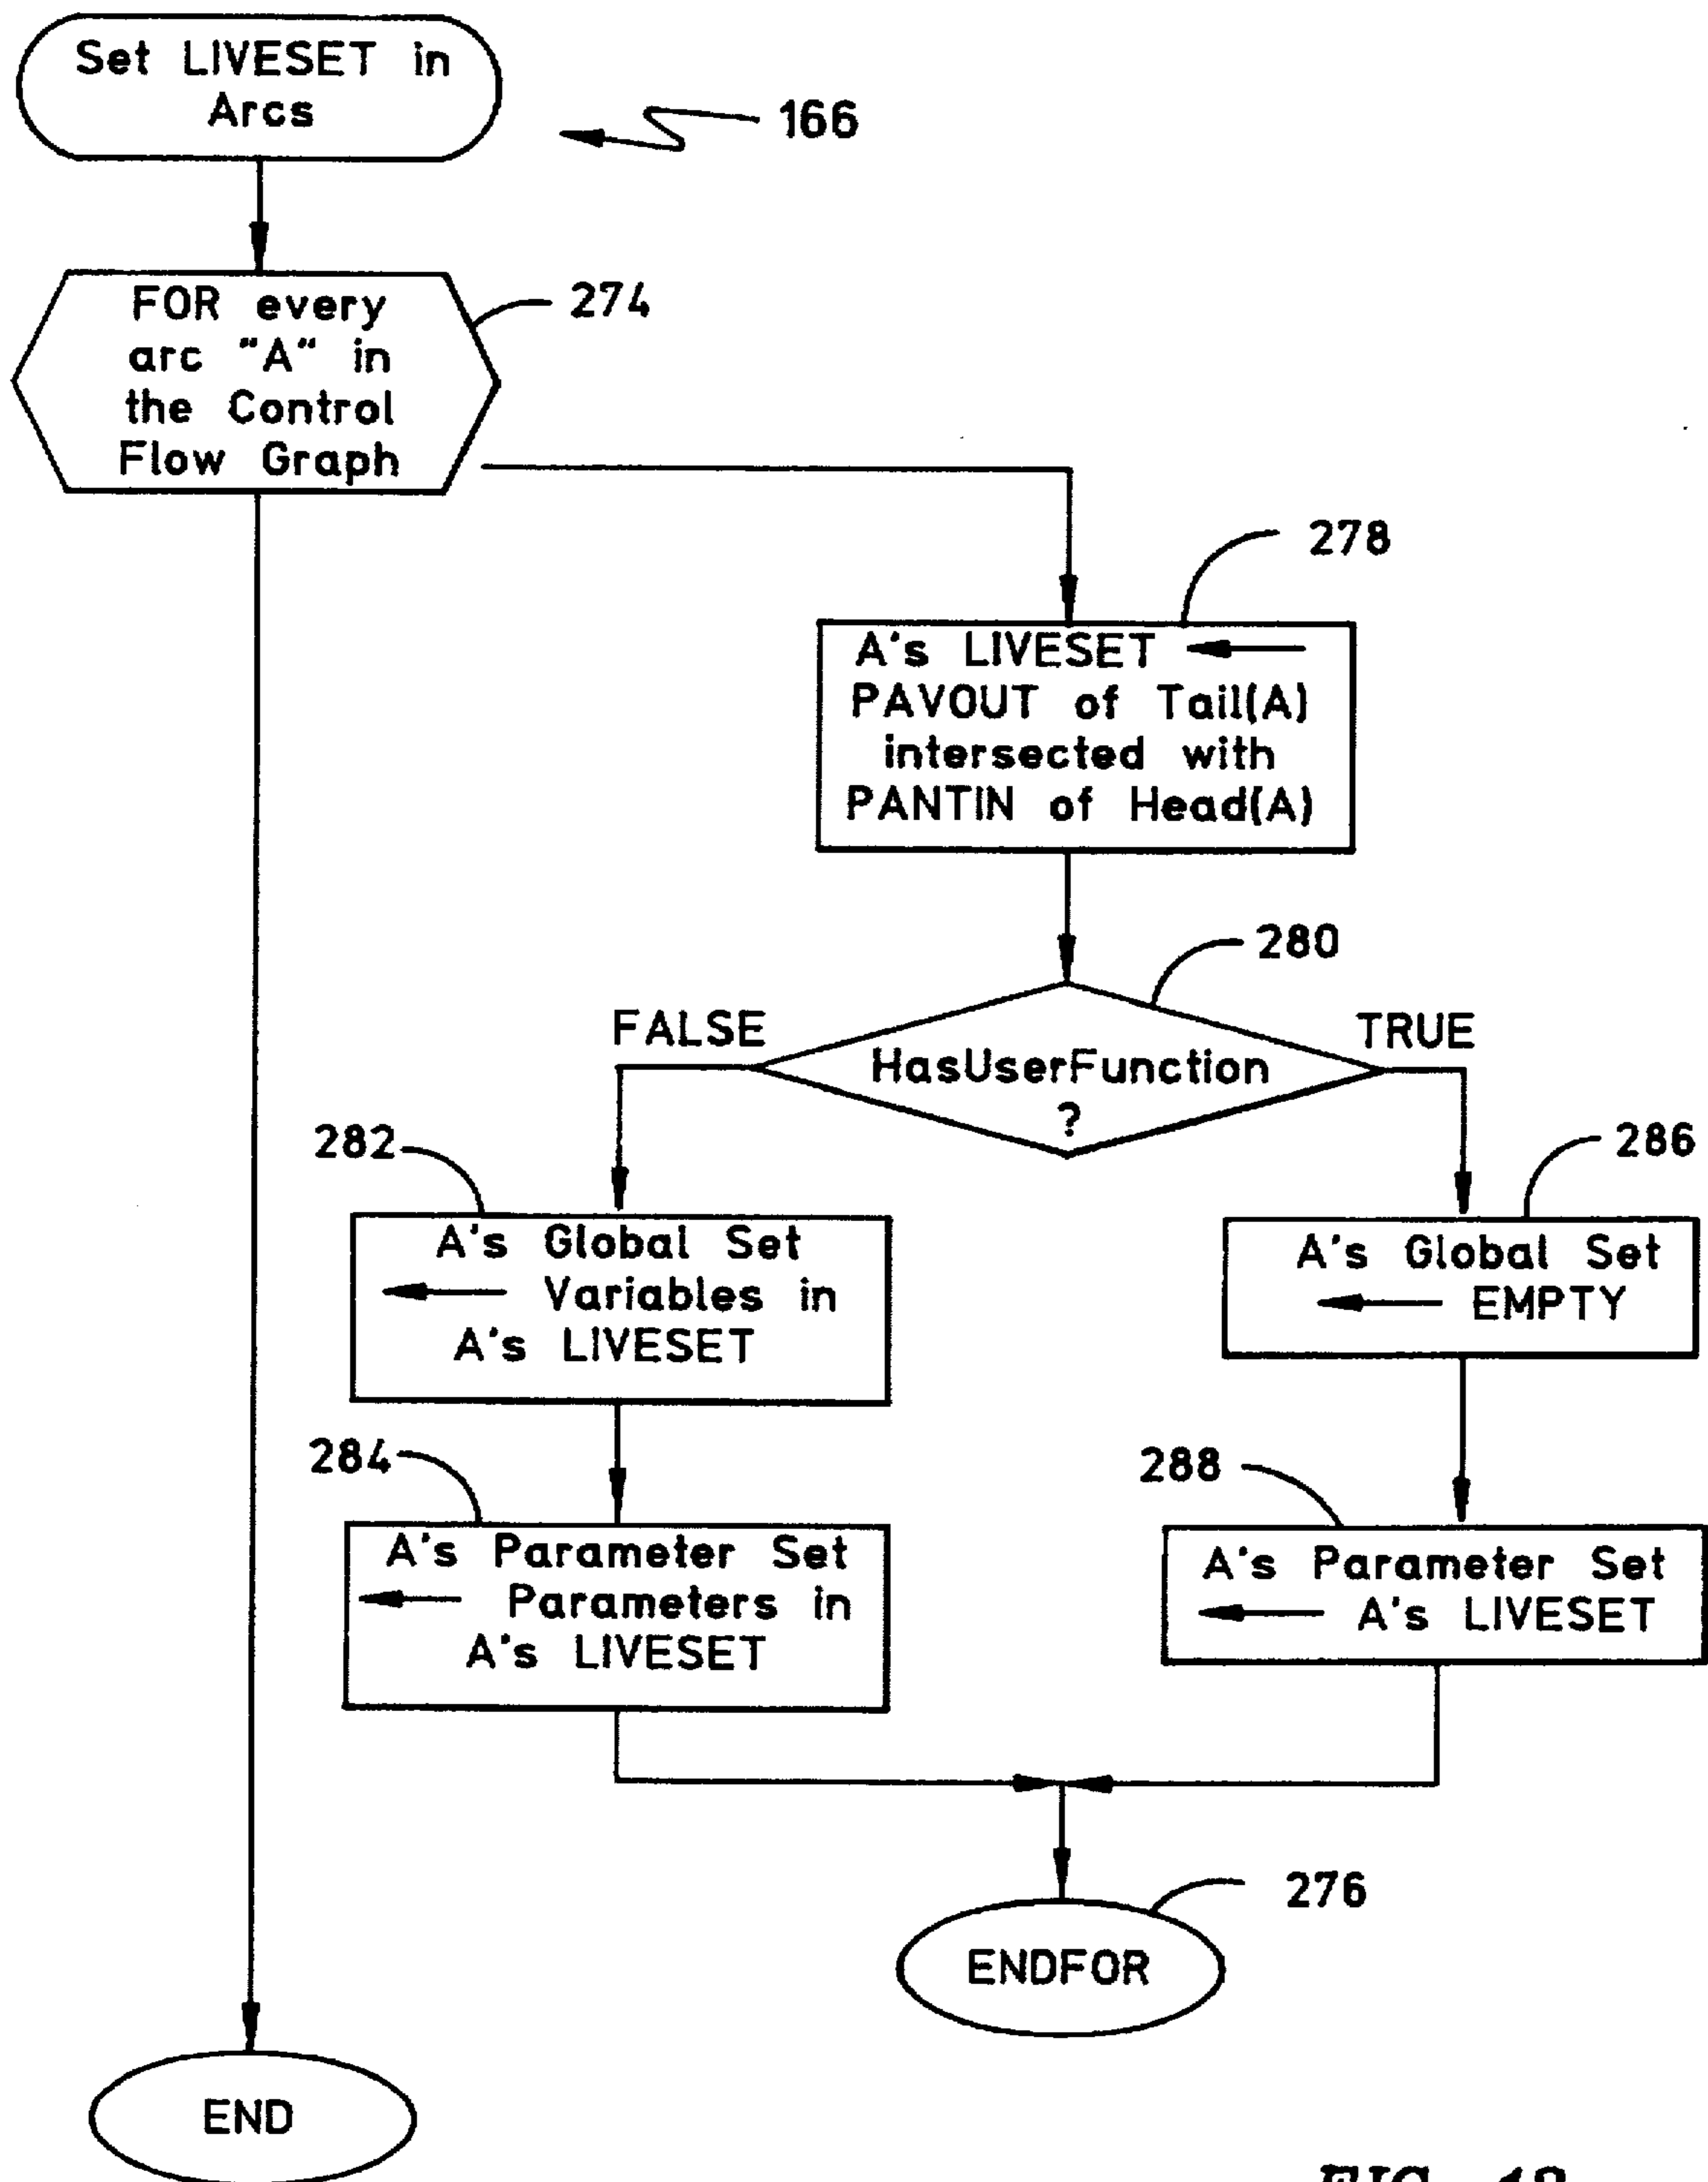 Set LIVESET in
Arcs
166
FOR every
arc "A" in
the Control
Flow Graph
274
278
A's LIVESET
PAVOUT of Tail(A)
intersected with
PANTIN of Head(A)
280
FALSE
TRUE
HasUserFunction
?
282
A's Global Set
Variables in
A's LIVESET
286
A's Global Set
EMPTY
284
A's Parameter Set
Parameters in
A's LIVESET
288
A's Parameter Set
A's LIVESET
276
ENDFOR
END